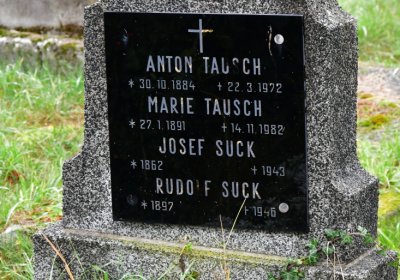 ANTON TAUSCH
* 30.10.1884 + 22.3.1972
MARIE TAUSCH
* 27.1.1891 + 14.11.1982
JOSEF SUCK
* 1862 + 1943
RUDOLF SUCK
* 1897 + 1946